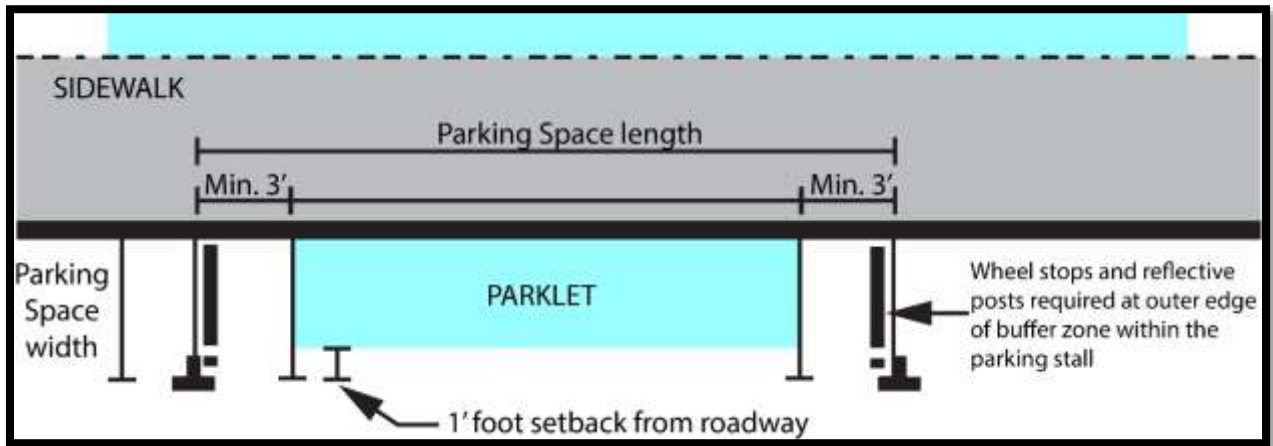 SIDEWALK
Parking Space length
Min. 3'
Min. 3'
Parking
Space
width
PARKLET
Wheel stops and reflective
posts required at outer edge
of buffer zone within the
parking stall
1' foot setback from roadway